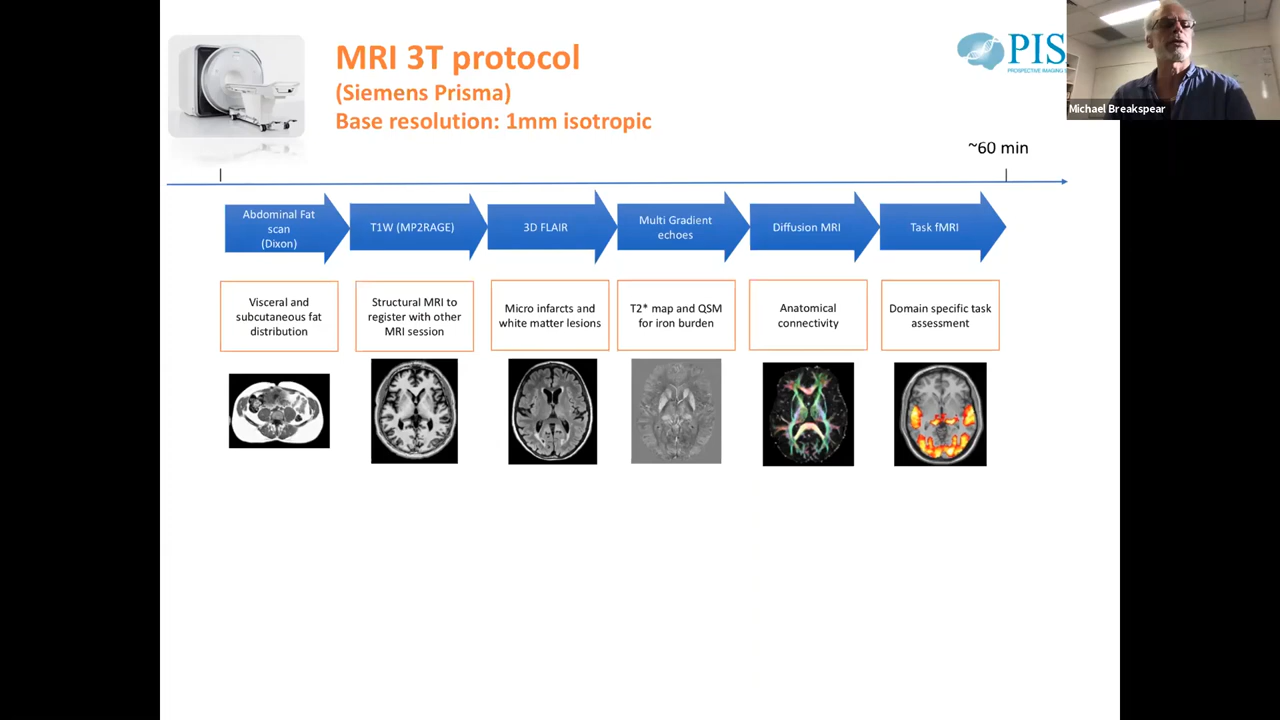 MRI 3T protocol
(Siemens Prisma)
Base resolution: 1mm isotropic
PIS
PROSPECTIVE IMAGING
Michael Breakspear
~60 min
Abdominal Fat
scan
(Dixon)
T1W (MP2RAGE)
3D FLAIR
Multi Gradient
echoes
Diffusion MRI
Task fMRI
Visceral and
subcutaneous fat
distribution
Structural MRI to
register with other
MRI session
Micro infarcts and
white matter lesions
T2* map and QSM
for iron burden
Anatomical
connectivity
Domain specific task
assessment